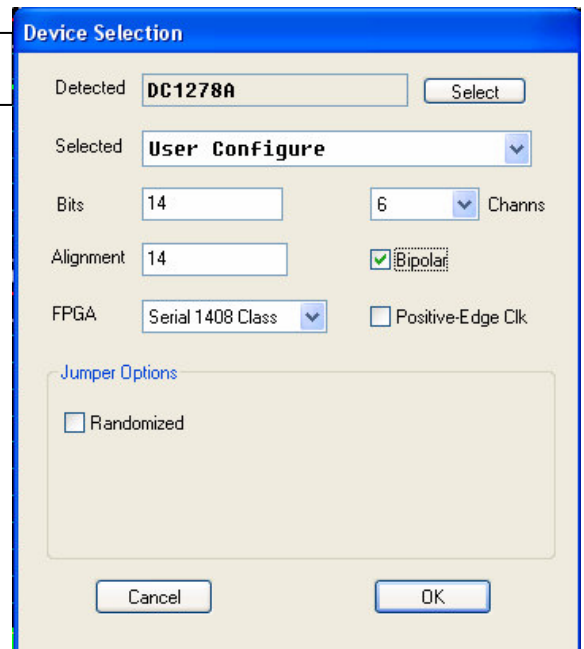 Device Selection
Detected DC1278A Select
Selected User Configure
Bits 14 6 Channs
Alignment 14 Bipolar
FPGA Serial 1408 Class Positive-Edge Clk
Jumper Options
Randomized
Cancel OK